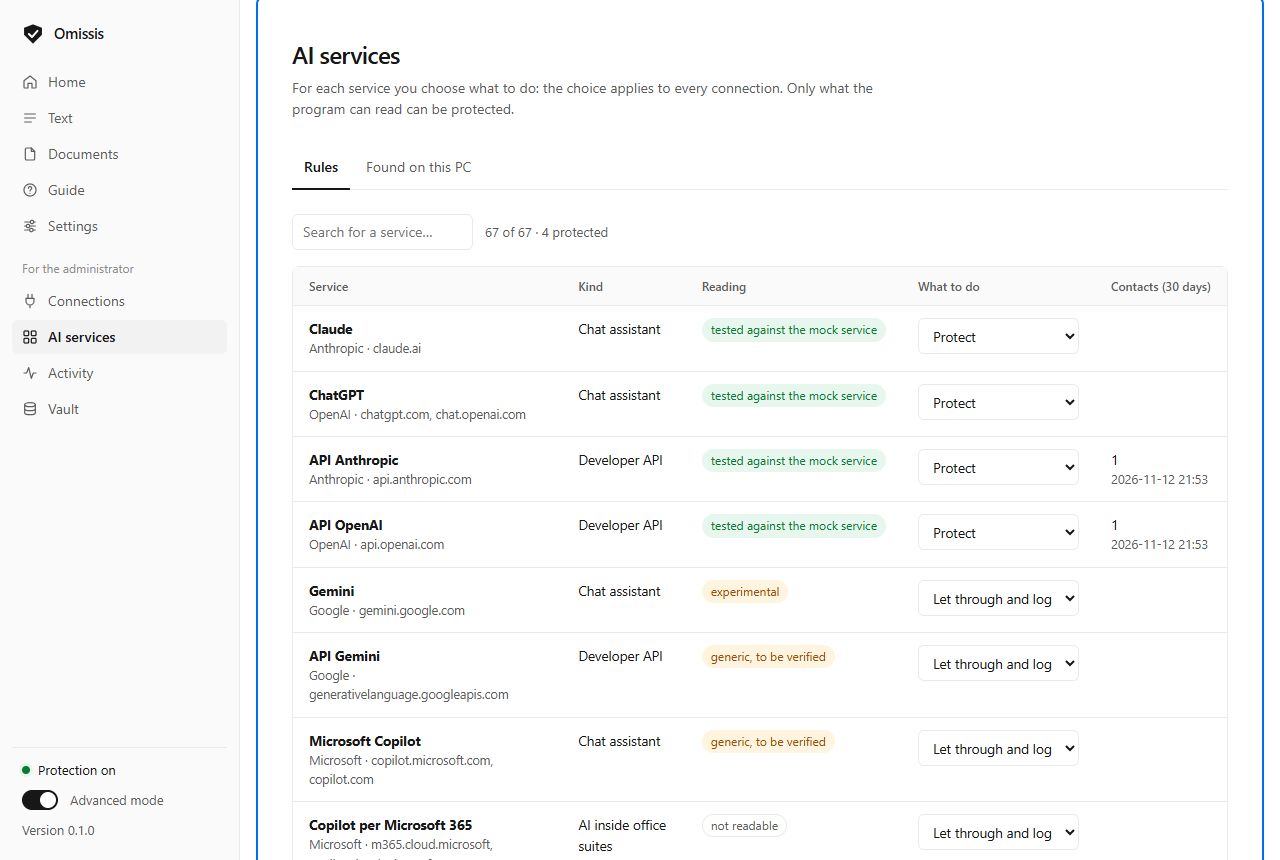 Omissis
Home
Text
Documents
Guide
Settings
For the administrator
Connections
AI services
Activity
Vault
Protection on
Advanced mode
Version 0.1.0
AI services
For each service you choose what to do: the choice applies to every connection. Only what the
program can read can be protected.
Rules
Found on this PC
Search for a service...
67 of 67 · 4 protected
Service
Kind
Reading
What to do
Contacts (30 days)
Claude
Anthropic · claude.ai
Chat assistant
tested against the mock service
Protect
ChatGPT
OpenAI · chatgpt.com, chat.openai.com
Chat assistant
tested against the mock service
Protect
API Anthropic
Anthropic · api.anthropic.com
Developer API
tested against the mock service
Protect
1
2026-11-12 21:53
API OpenAI
OpenAI · api.openai.com
Developer API
tested against the mock service
Protect
1
2026-11-12 21:53
Gemini
Google · gemini.google.com
Chat assistant
experimental
Let through and log
API Gemini
Google ·
generativelanguage.googleapis.com
Developer API
generic, to be verified
Let through and log
Microsoft Copilot
Microsoft · copilot.microsoft.com,
copilot.com
Chat assistant
generic, to be verified
Let through and log
Copilot per Microsoft 365
Microsoft · m365.cloud.microsoft,
AI inside office
suites
not readable
Let through and log